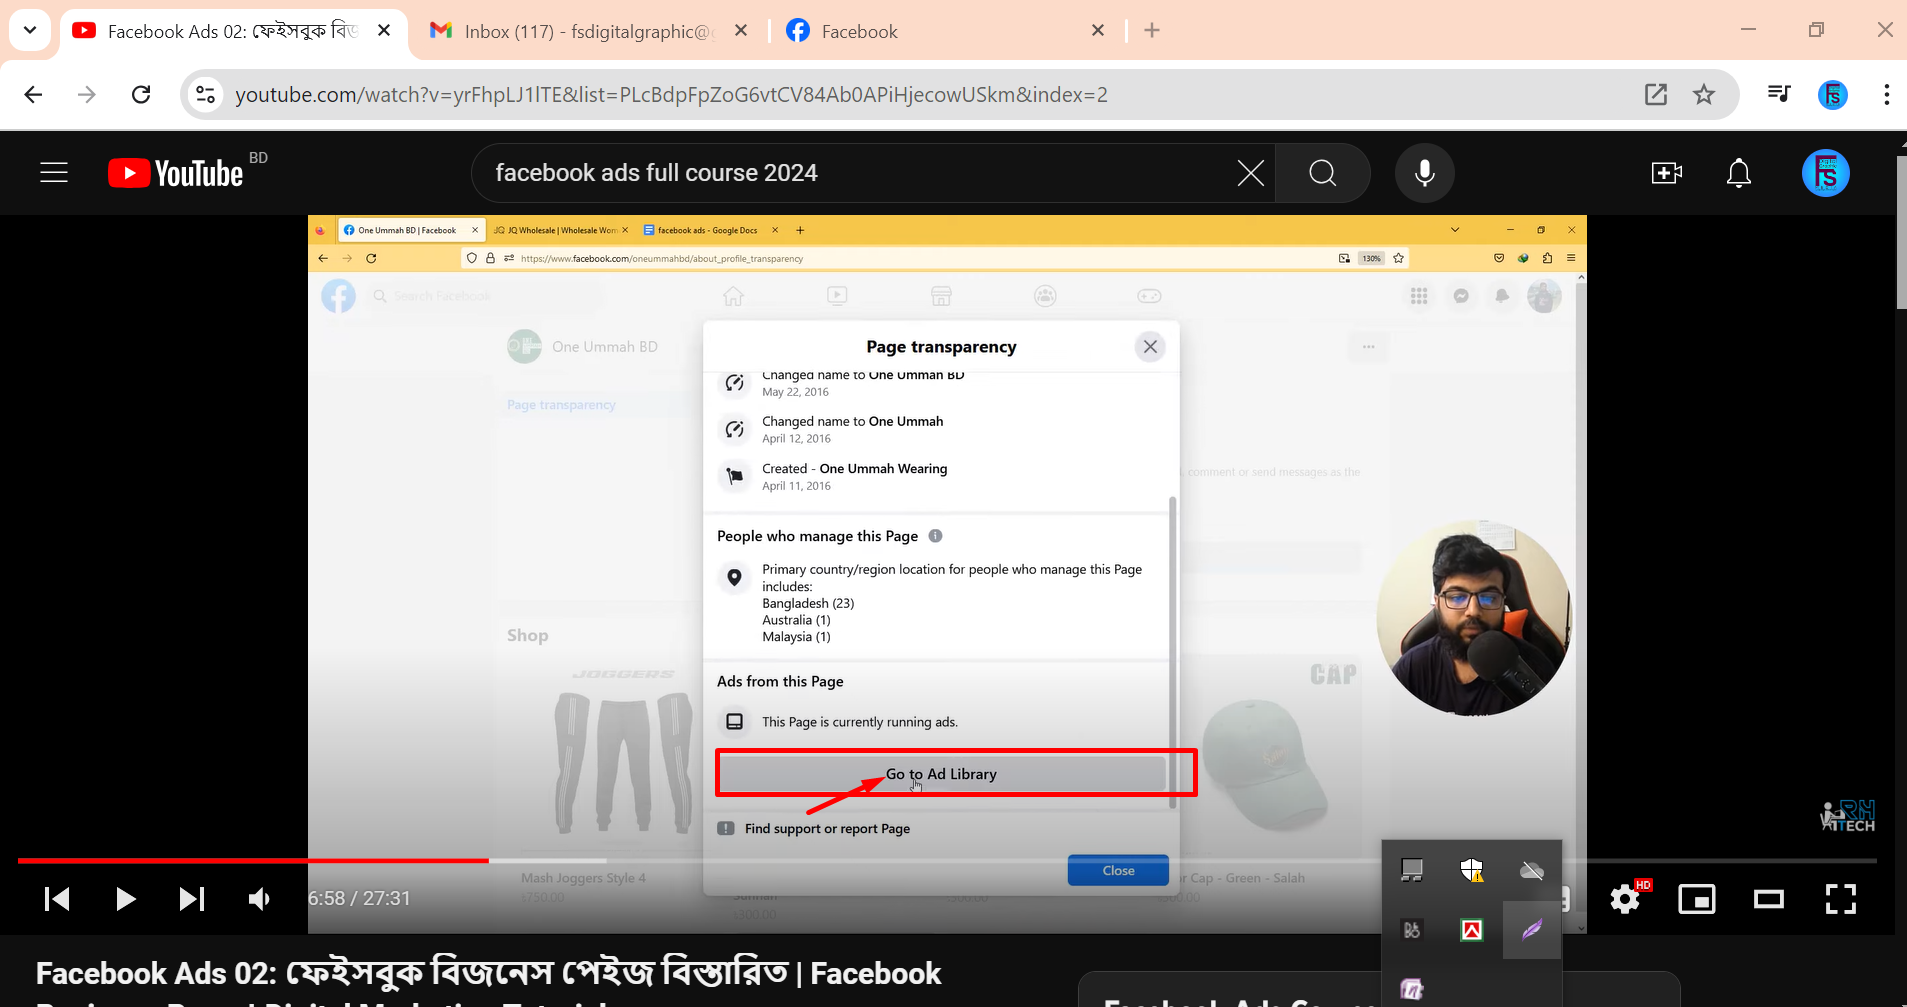 Facebook Ads 02: ফেইসবুক বিজ
Inbox (117) - fsdigitalgraphic@g
Facebook
youtube.com/watch?v=yrFhpLJ1lTE&list=PLcBdpFpZoG6vtCV84Ab0APiHjecowUSkm&index=2
YouTube BD
facebook ads full course 2024
One Ummah BD | Facebook
JQ JQ Wholesale | Wholesale Wom
facebook ads - Google Docs
https://www.facebook.com/oneummahbd/about_profile_transparency
130%
Search Facebook
One Ummah BD
Page transparency
Page transparency
Changed name to One Ummah BD
May 22, 2016
Changed name to One Ummah
April 12, 2016
Created - One Ummah Wearing
April 11, 2016
comment or send messages as the
People who manage this Page
Primary country/region location for people who manage this Page
includes:
Bangladesh (23)
Australia (1)
Malaysia (1)
Shop
JOGGERS
CAP
Ads from this Page
This Page is currently running ads.
Go to Ad Library
Find support or report Page
Close
RH
TECH
Mash Joggers Style 4
৳750.00
or Cap - Green - Salah
৳300.00
6:58 / 27:31
HD
Facebook Ads 02: ফেইসবুক বিজনেস পেইজ বিস্তারিত | Facebook